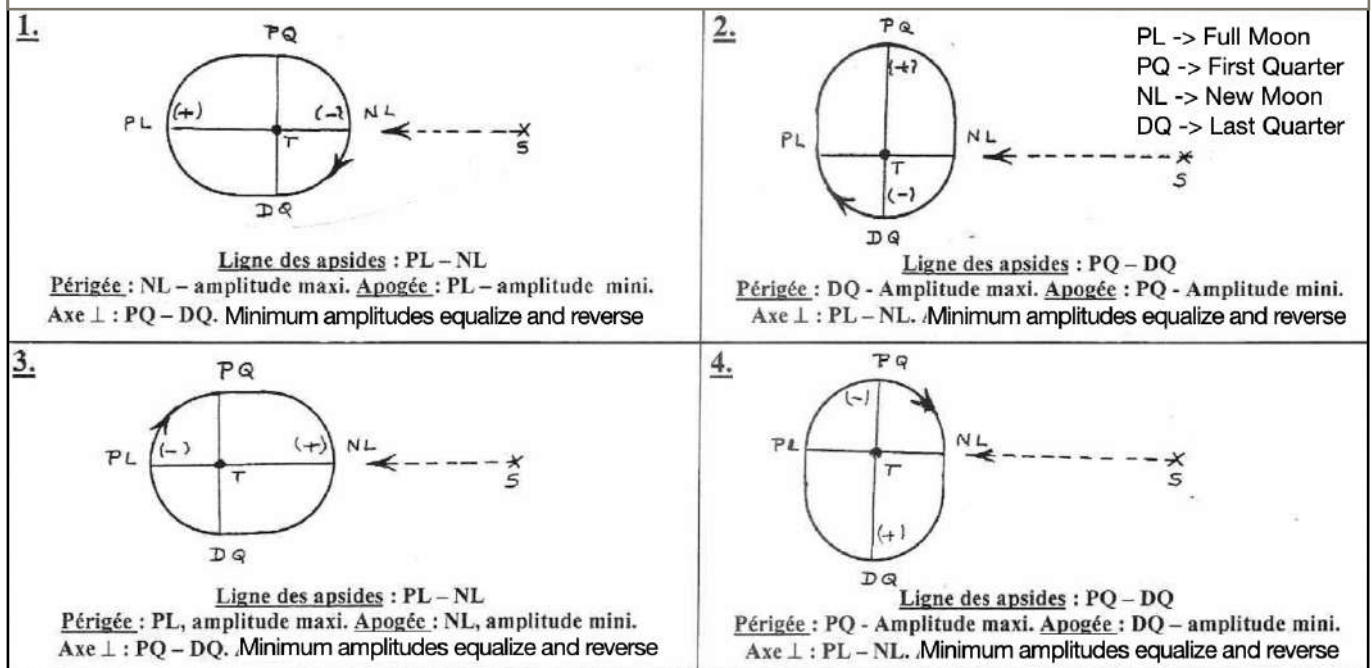 1.
PQ
(+)
(-)
PL
NL
T
S
DQ
Ligne des apsides : PL – NL
Périgée : NL – amplitude maxi. Apogée : PL – amplitude mini.
Axe ⊥ : PQ – DQ. Minimum amplitudes equalize and reverse
2.
PQ
PL -> Full Moon
PQ -> First Quarter
NL -> New Moon
DQ -> Last Quarter
(+)
PL
NL
T
S
(-)
DQ
Ligne des apsides : PQ – DQ
Périgée : DQ - Amplitude maxi. Apogée : PQ - Amplitude mini.
Axe ⊥ : PL – NL. Minimum amplitudes equalize and reverse
3.
PQ
(-)
(+)
PL
NL
T
S
DQ
Ligne des apsides : PL – NL
Périgée : PL, amplitude maxi. Apogée : NL, amplitude mini.
Axe ⊥ : PQ – DQ. Minimum amplitudes equalize and reverse
4.
PQ
(-)
PL
NL
T
S
(+)
DQ
Ligne des apsides : PQ – DQ
Périgée : PQ - Amplitude maxi. Apogée : DQ – amplitude mini.
Axe ⊥ : PL – NL. Minimum amplitudes equalize and reverse